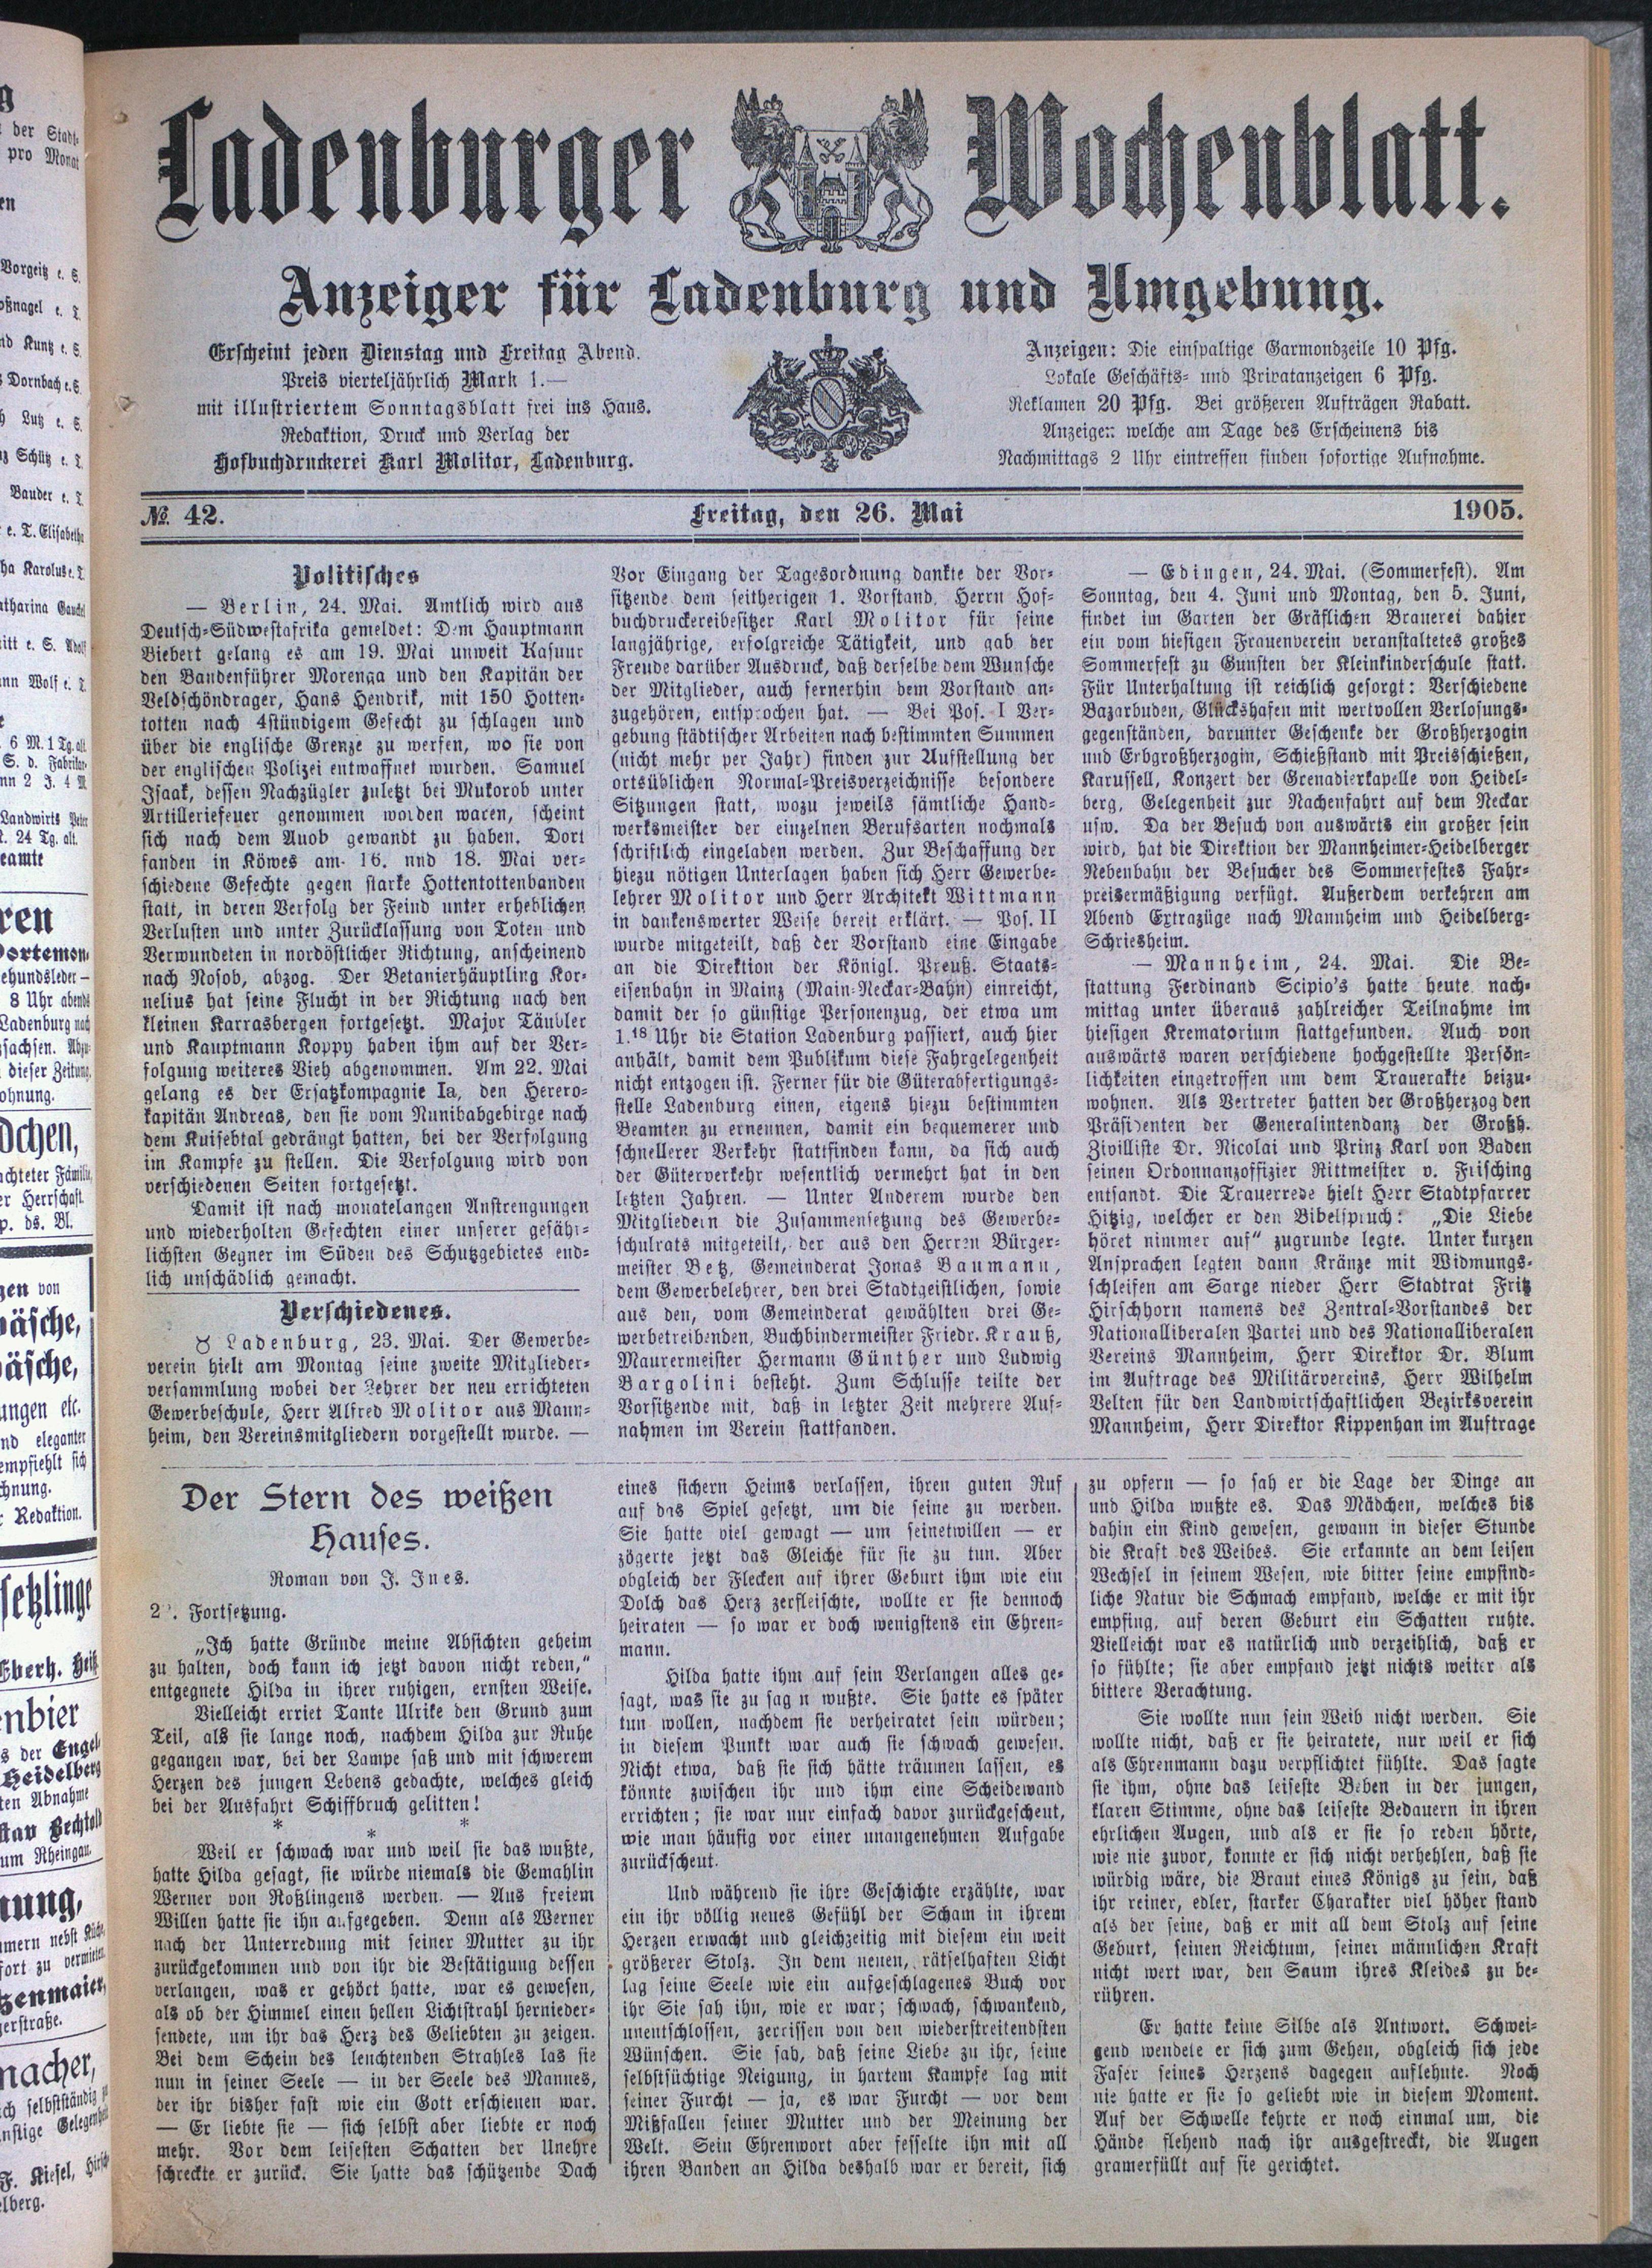 Ladenburger Wochenblatt.
Anzeiger für Ladenburg und Umgebung.
Erscheint jeden Dienstag und Freitag Abend.
Preis vierteljährlich Mark 1.—
mit illustriertem Sonntagsblatt frei ins Haus.
Redaktion, Druck und Verlag der
Hofbuchdruckerei Karl Molitor, Ladenburg.
Anzeigen: Die einspaltige Garmondzeile 10 Pfg.
Lokale Geschäfts- und Privatanzeigen 6 Pfg.
Reklamen 20 Pfg. Bei größeren Aufträgen Rabatt.
Anzeigen welche am Tage des Erscheinens bis
Nachmittags 2 Uhr eintreffen finden sofortige Aufnahme.
№ 42. Freitag, den 26. Mai 1905.
Politisches
— Berlin, 24. Mai. Amtlich wird aus
Deutsch-Südwestafrika gemeldet: Dem Hauptmann
Biebert gelang es am 19. Mai unweit Kasuur
den Bandenführer Morenga und den Kapitän der
Veldschöndrager, Hans Hendrik, mit 150 Hotten-
totten nach 4stündigem Gefecht zu schlagen und
über die englische Grenze zu werfen, wo sie von
der englischen Polizei entwaffnet wurden. Samuel
Isaak, dessen Nachzügler zuletzt bei Mukorob unter
Artilleriefeuer genommen worden waren, scheint
sich nach dem Auob gewandt zu haben. Dort
fanden in Köwes am 16. und 18. Mai ver-
schiedene Gefechte gegen starke Hottentottenbanden
statt, in deren Verfolg der Feind unter erheblichen
Verlusten und unter Zurücklassung von Toten und
Verwundeten in nordöstlicher Richtung, anscheinend
nach Nosob, abzog. Der Betanierhäuptling Kor-
nelius hat seine Flucht in der Richtung nach den
kleinen Karrasbergen fortgesetzt. Major Täubler
und Kauptmann Koppy haben ihm auf der Ver-
folgung weiteres Vieh abgenommen. Am 22. Mai
gelang es der Ersatzkompagnie Ia, den Herero-
kapitän Andreas, den sie vom Nunibabgebirge nach
dem Kuisebtal gedrängt hatten, bei der Verfolgung
im Kampfe zu stellen. Die Verfolgung wird von
verschiedenen Seiten fortgesetzt.
Damit ist nach monatelangen Anstrengungen
und wiederholten Gefechten einer unserer gefähr-
lichsten Gegner im Süden des Schutzgebietes end-
lich unschädlich gemacht.
Verschiedenes.
Ladenburg, 23. Mai. Der Gewerbe-
verein hielt am Montag seine zweite Mitglieder-
versammlung wobei der Lehrer der neu errichteten
Gewerbeschule, Herr Alfred Molitor aus Mann-
heim, den Vereinsmitgliedern vorgestellt wurde. —
Vor Eingang der Tagesordnung dankte der Vor-
sitzende dem seitherigen 1. Vorstand, Herrn Hof-
buchdruckereibesitzer Karl Molitor für seine
langjährige, erfolgreiche Tätigkeit, und gab der
Freude darüber Ausdruck, daß derselbe dem Wunsche
der Mitglieder, auch fernerhin dem Vorstand an-
zugehören, entsprochen hat. — Bei Pos. I Ver-
gebung städtischer Arbeiten nach bestimmten Summen
(nicht mehr per Jahr) finden zur Aufstellung der
ortsüblichen Normal-Preisverzeichnisse besondere
Sitzungen statt, wozu jeweils sämtliche Hand-
werksmeister der einzelnen Berufsarten nochmals
schriftlich eingeladen werden. Zur Beschaffung der
hiezu nötigen Unterlagen haben sich Herr Gewerbe-
lehrer Molitor und Herr Architekt Wittmann
in dankenswerter Weise bereit erklärt. — Pos. II
wurde mitgeteilt, daß der Vorstand eine Eingabe
an die Direktion der Königl. Preuß. Staats-
eisenbahn in Mainz (Main-Neckar-Bahn) einreicht,
damit der so günstige Personenzug, der etwa um
1.18 Uhr die Station Ladenburg passiert, auch hier
anhält, damit dem Publikum diese Fahrgelegenheit
nicht entzogen ist. Ferner für die Güterabfertigungs-
stelle Ladenburg einen, eigens hiezu bestimmten
Beamten zu ernennen, damit ein bequemerer und
schnellerer Verkehr stattfinden kann, da sich auch
der Güterverkehr wesentlich vermehrt hat in den
letzten Jahren. — Unter Anderem wurde den
Mitgliedern die Zusammensetzung des Gewerbe-
schulrats mitgeteilt, der aus den Herren Bürger-
meister Betz, Gemeinderat Jonas Baumann,
dem Gewerbelehrer, den drei Stadtgeistlichen, sowie
aus den, vom Gemeinderat gewählten drei Ge-
werbetreibenden, Buchbindermeister Friedr. Krauß,
Maurermeister Hermann Günther und Ludwig
Bargolini besteht. Zum Schlusse teilte der
Vorsitzende mit, daß in letzter Zeit mehrere Auf-
nahmen im Verein stattfanden.
— Edingen, 24. Mai. (Sommerfest). Am
Sonntag, den 4. Juni und Montag, den 5. Juni,
findet im Garten der Gräflichen Brauerei dahier
ein vom hiesigen Frauenverein veranstaltetes großes
Sommerfest zu Gunsten der Kleinkinderschule statt.
Für Unterhaltung ist reichlich gesorgt: Verschiedene
Bazarbuden, Glückshafen mit wertvollen Verlosungs-
gegenständen, darunter Geschenke der Großherzogin
und Erbgroßherzogin, Schießstand mit Preisschießen,
Karussell, Konzert der Grenadierkapelle von Heidel-
berg, Gelegenheit zur Nachenfahrt auf dem Neckar
usw. Da der Besuch von auswärts ein großer sein
wird, hat die Direktion der Mannheimer-Heidelberger
Nebenbahn der Besucher des Sommerfestes Fahr-
preisermäßigung verfügt. Außerdem verkehren am
Abend Extrazüge nach Mannheim und Heidelberg-
Schriesheim.
— Mannheim, 24. Mai. Die Be-
stattung Ferdinand Scipio's hatte heute nach-
mittag unter überaus zahlreicher Teilnahme im
hiesigen Krematorium stattgefunden. Auch von
auswärts waren verschiedene hochgestellte Persön-
lichkeiten eingetroffen um dem Trauerakte beizu-
wohnen. Als Vertreter hatten der Großherzog den
Präsidenten der Generalintendanz der Großh.
Zivilliste Dr. Nicolai und Prinz Karl von Baden
seinen Ordonnanzoffizier Rittmeister v. Frisching
entsandt. Die Trauerrede hielt Herr Stadtpfarrer
Hitzig, welcher er den Bibelspruch: „Die Liebe
höret nimmer auf“ zugrunde legte. Unter kurzen
Ansprachen legten dann Kränze mit Widmungs-
schleifen am Sarge nieder Herr Stadtrat Fritz
Hirschhorn namens des Zentral-Vorstandes der
Nationalliberalen Partei und des Nationalliberalen
Vereins Mannheim, Herr Direktor Dr. Blum
im Auftrage des Militärvereins, Herr Wilhelm
Velten für den Landwirtschaftlichen Bezirksverein
Mannheim, Herr Direktor Kippenhan im Auftrage
Der Stern des weißen
Hauses.
Roman von J. Ines.
Fortsetzung.
„Ich hatte Gründe meine Absichten geheim
zu halten, doch kann ich jetzt davon nicht reden,“
entgegnete Hilda in ihrer ruhigen, ernsten Weise.
Vielleicht erriet Tante Ulrike den Grund zum
Teil, als sie lange noch, nachdem Hilda zur Ruhe
gegangen war, bei der Lampe saß und mit schwerem
Herzen des jungen Lebens gedachte, welches gleich
bei der Ausfahrt Schiffbruch gelitten!
* * *
Weil er schwach war und weil sie das wußte,
hatte Hilda gesagt, sie würde niemals die Gemahlin
Werner von Roßlingens werden. — Aus freiem
Willen hatte sie ihn aufgegeben. Denn als Werner
nach der Unterredung mit seiner Mutter zu ihr
zurückgekommen und von ihr die Bestätigung dessen
verlangen, was er gehört hatte, war es gewesen,
als ob der Himmel einen hellen Lichtstrahl hernieder-
sendete, um ihr das Herz des Geliebten zu zeigen.
Bei dem Schein des leuchtenden Strahles las sie
nun in seiner Seele — in der Seele des Mannes,
der ihr bisher fast wie ein Gott erschienen war.
— Er liebte sie — sich selbst aber liebte er noch
mehr. Vor dem leisesten Schatten der Unehre
schreckte er zurück. Sie hatte das schützende Dach
eines sichern Heims verlassen, ihren guten Ruf
auf das Spiel gesetzt, um die seine zu werden.
Sie hatte viel gewagt — um seinetwillen — er
zögerte jetzt das Gleiche für sie zu tun. Aber
obgleich der Flecken auf ihrer Geburt ihm wie ein
Dolch das Herz zerfleischte, wollte er sie dennoch
heiraten — so war er doch wenigstens ein Ehren-
mann.
Hilda hatte ihm auf sein Verlangen alles ge-
sagt, was sie zu sag n wußte. Sie hatte es später
tun wollen, nachdem sie verheiratet sein würden;
in diesem Punkt war auch sie schwach gewesen.
Nicht etwa, daß sie sich hätte träumen lassen, es
könnte zwischen ihr und ihm eine Scheidewand
errichten; sie war nur einfach davor zurückgescheut,
wie man häufig vor einer unangenehmen Aufgabe
zurückscheut.
Und während sie ihre Geschichte erzählte, war
ein ihr völlig neues Gefühl der Scham in ihrem
Herzen erwacht und gleichzeitig mit diesem ein weit
größerer Stolz. In dem neuen, rätselhaften Licht
lag seine Seele wie ein aufgeschlagenes Buch vor
ihr Sie sah ihn, wie er war; schwach, schwankend,
unentschlossen, zerrissen von den wiederstreitendsten
Wünschen. Sie sah, daß seine Liebe zu ihr, seine
selbstsüchtige Neigung, in hartem Kampfe lag mit
seiner Furcht — ja, es war Furcht — vor dem
Mißfallen seiner Mutter und der Meinung der
Welt. Sein Ehrenwort aber fesselte ihn mit all
ihren Banden an Hilda deshalb war er bereit, sich
zu opfern — so sah er die Lage der Dinge an
und Hilda wußte es. Das Mädchen, welches bis
dahin ein Kind gewesen, gewann in dieser Stunde
die Kraft des Weibes. Sie erkannte an dem leisen
Wechsel in seinem Wesen, wie bitter seine empfind-
liche Natur die Schmach empfand, welche er mit ihr
empfing, auf deren Geburt ein Schatten ruhte.
Vielleicht war es natürlich und verzeihlich, daß er
so fühlte; sie aber empfand jetzt nichts weiter als
bittere Verachtung.
Sie wollte nun sein Weib nicht werden. Sie
wollte nicht, daß er sie heiratete, nur weil er sich
als Ehrenmann dazu verpflichtet fühlte. Das sagte
sie ihm, ohne das leiseste Beben in der jungen,
klaren Stimme, ohne das leiseste Bedauern in ihren
ehrlichen Augen, und als er sie so reden hörte,
wie nie zuvor, konnte er sich nicht verhehlen, daß sie
würdig wäre, die Braut eines Königs zu sein, daß
ihr reiner, edler, starker Charakter viel höher stand
als der seine, daß er mit all dem Stolz auf seine
Geburt, seinen Reichtum, seiner männlichen Kraft
nicht wert war, den Saum ihres Kleides zu be-
rühren.
Er hatte keine Silbe als Antwort. Schwei-
gend wendele er sich zum Gehen, obgleich sich jede
Faser seines Herzens dagegen auflehnte. Noch
nie hatte er sie so geliebt wie in diesem Moment.
Auf der Schwelle kehrte er noch einmal um, die
Hände flehend nach ihr ausgestreckt, die Augen
gramerfüllt auf sie gerichtet.